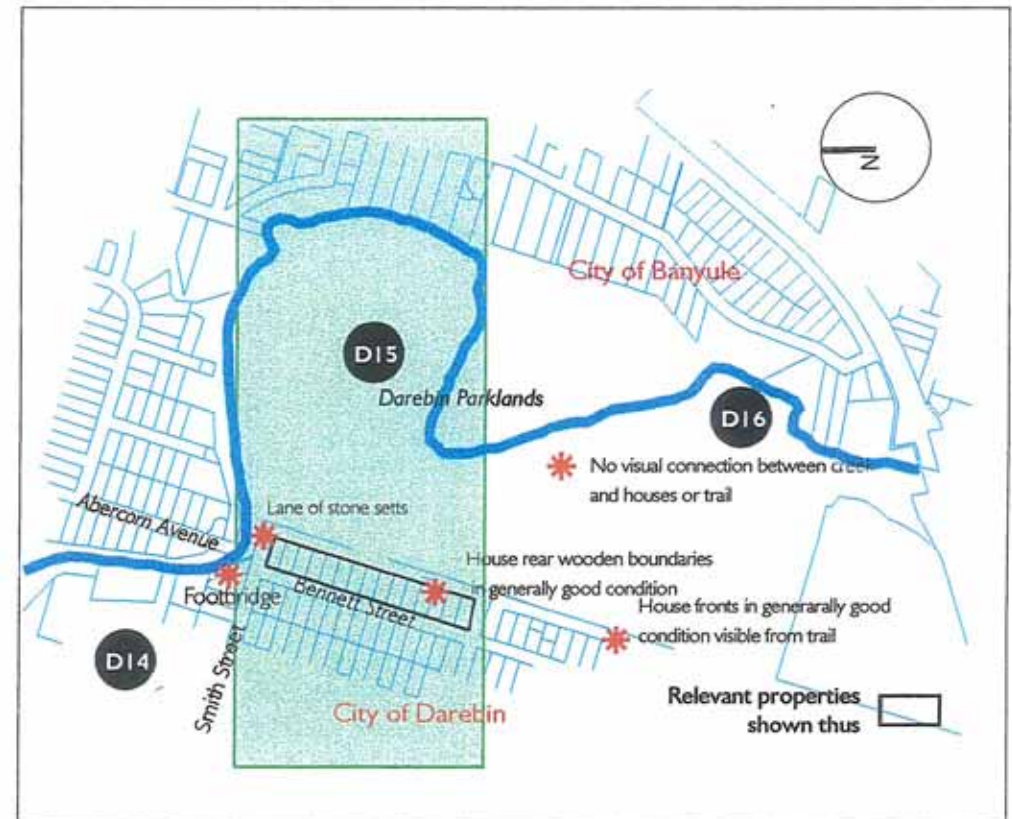 N
City of Banyule
D15
Darebin Parklands
D16
No visual connection between creek
and houses or trail
Abercorn Avenue
Lane of stone setts
House rear wooden boundaries
in generally good condition
Footbridge
Bennett Street
House fronts in generarally good
condition visible from trail
D14
Smith Street
City of Darebin
Relevant properties
shown thus